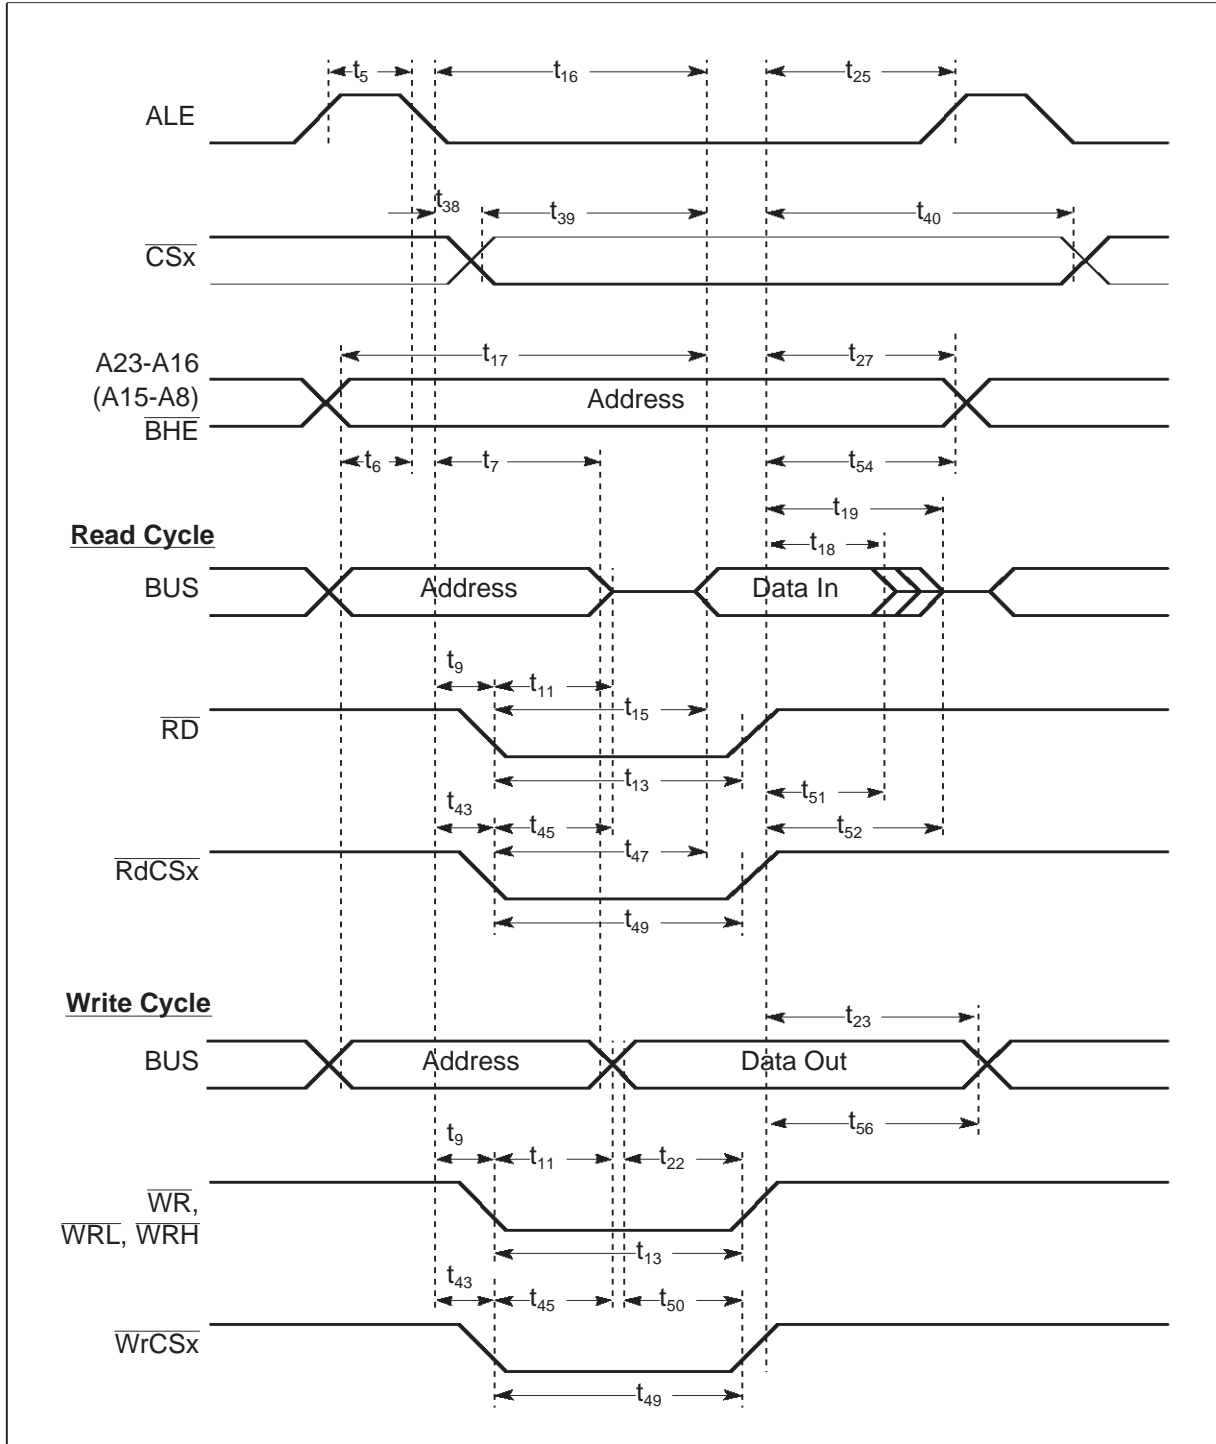 t5 t16 t25
ALE
t38 t39 t40
CSx
A23-A16 t17 t27
(A15-A8) Address
BHE
t6 t7 t54
t19
Read Cycle
t18
BUS Address Data In
t9 t11
t15
RD
t13 t51
t43 t45 t52
t47
RdCSx
t49
Write Cycle
t23
BUS Address Data Out
t56
t9 t11 t22
WR,
WRL, WRH
t13
t43 t45 t50
WrCSx
t49